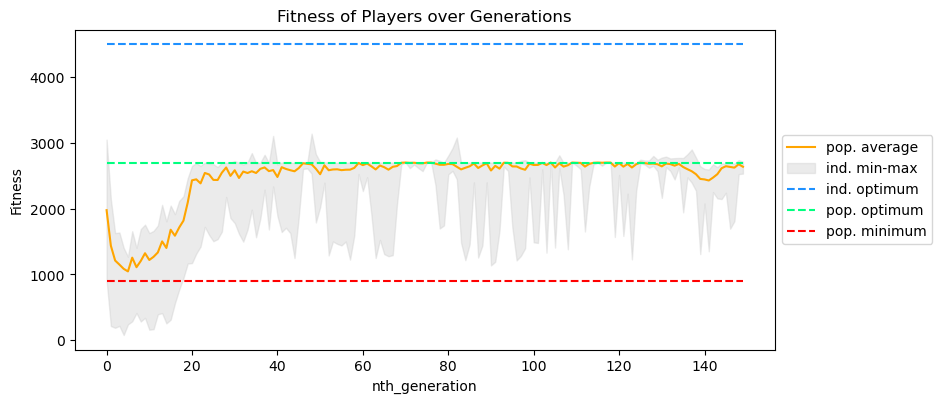 Fitness of Players over Generations
Fitness
4000
3000
2000
1000
0
0 20 40 60 80 100 120 140
nth_generation
pop. average
ind. min-max
ind. optimum
pop. optimum
pop. minimum